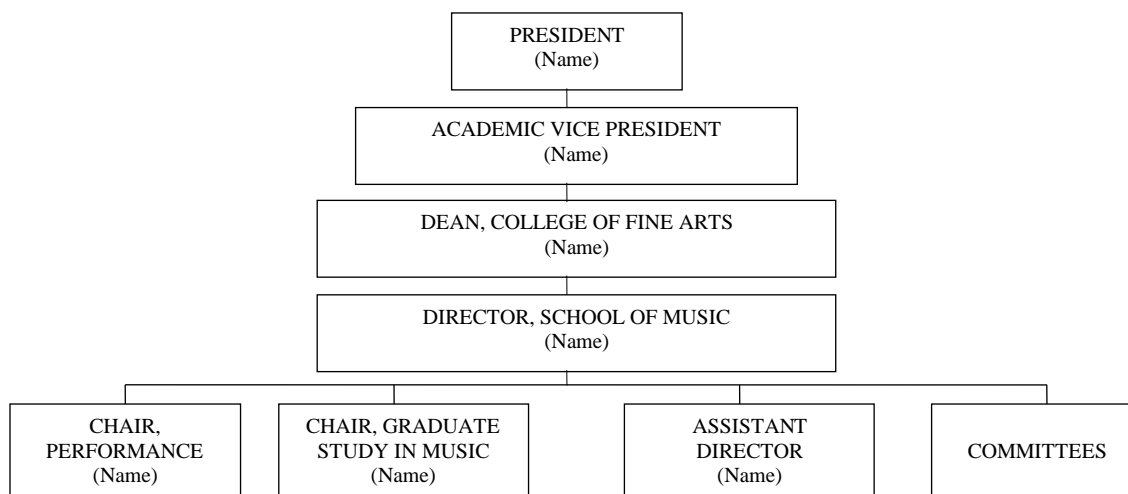 PRESIDENT
(Name)
ACADEMIC VICE PRESIDENT
(Name)
DEAN, COLLEGE OF FINE ARTS
(Name)
DIRECTOR, SCHOOL OF MUSIC
(Name)
CHAIR,
PERFORMANCE
(Name)
CHAIR, GRADUATE
STUDY IN MUSIC
(Name)
ASSISTANT
DIRECTOR
(Name)
COMMITTEES